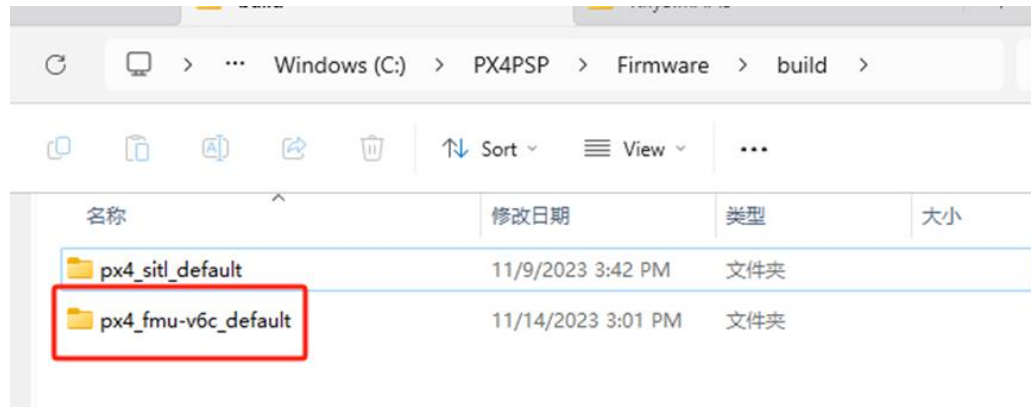 Windows (C:) > PX4PSP > Firmware > build >
Sort View
名称 修改日期 类型 大小
px4_sitl_default 11/9/2023 3:42 PM 文件夹
px4_fmu-v6c_default 11/14/2023 3:01 PM 文件夹